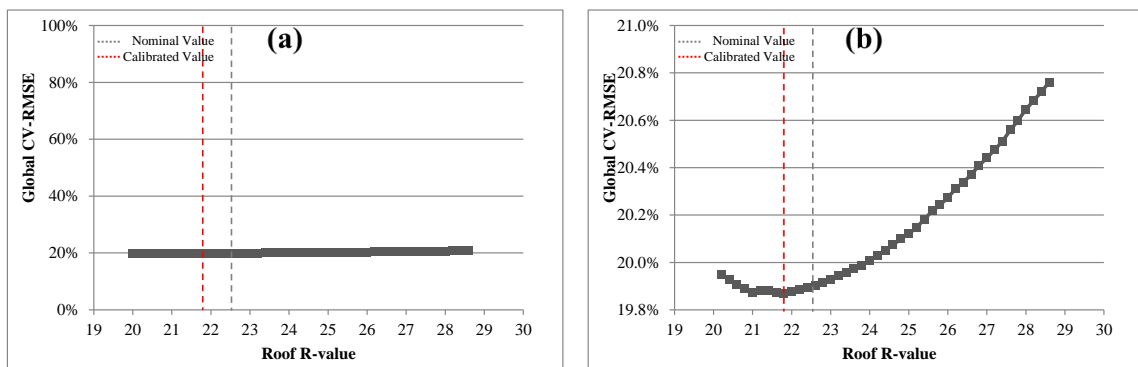 (a)
Nominal Value
Calibrated Value
Global CV-RMSE
100%
80%
60%
40%
20%
0%
19 20 21 22 23 24 25 26 27 28 29 30
Roof R-value
(b)
Nominal Value
Calibrated Value
Global CV-RMSE
21.0%
20.8%
20.6%
20.4%
20.2%
20.0%
19.8%
19 20 21 22 23 24 25 26 27 28 29 30
Roof R-value